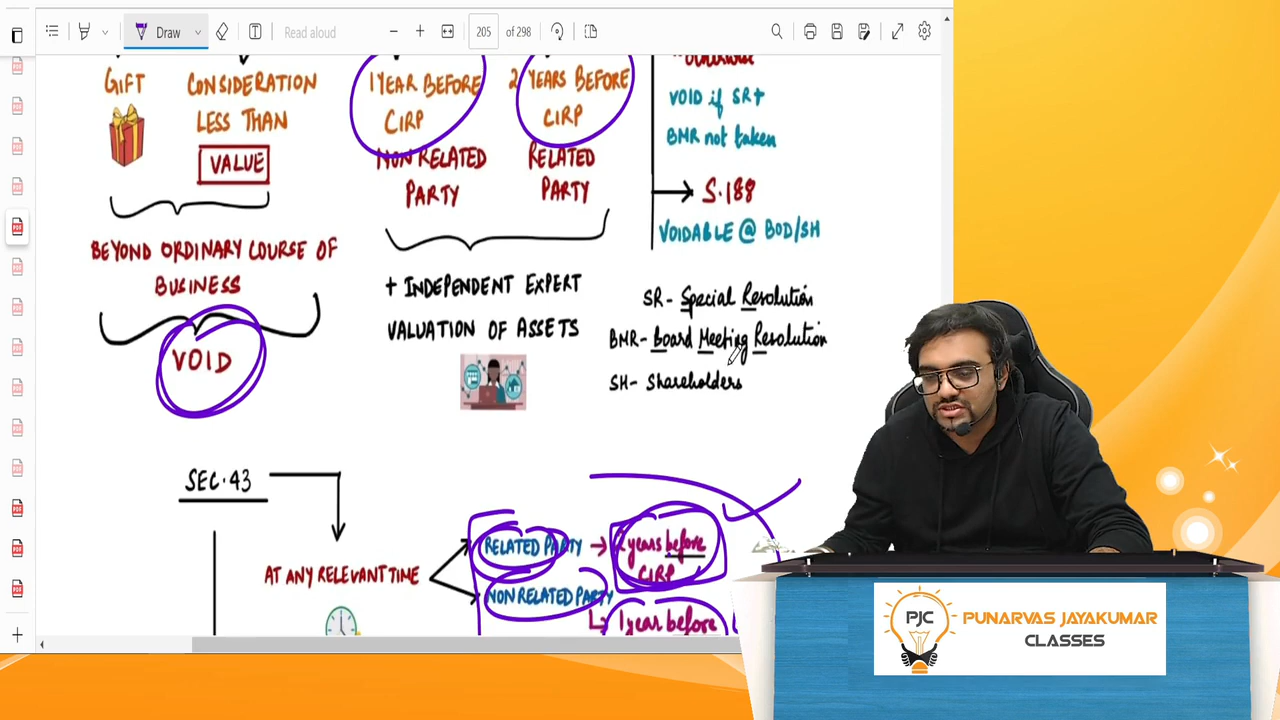 Draw
Read aloud
205
of 298
GIFT
CONSIDERATION
LESS THAN
VALUE
1 YEAR BEFORE
CIRP
NON RELATED
PARTY
2 YEARS BEFORE
CIRP
RELATED
PARTY
VOID if SR+
BMR not taken
S.188
VOIDABLE @ BOD/SH
BEYOND ORDINARY COURSE OF
BUSINESS
VOID
+ INDEPENDENT EXPERT
VALUATION OF ASSETS
SR- Special Resolution
BMR- Board Meeting Resolution
SH- Shareholders
SEC.43
AT ANY RELEVANT TIME
RELATED PARTY
years before
CIRP
NON RELATED PARTY
1 year before
PJC
PUNARVAS JAYAKUMAR
CLASSES